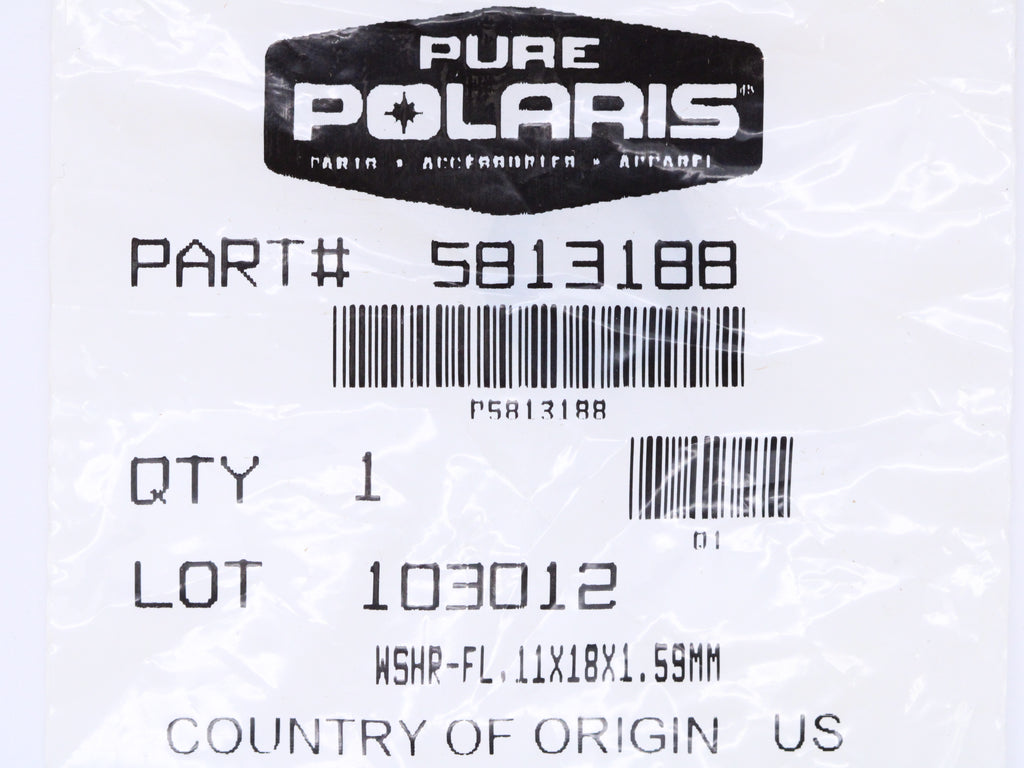 PURE
POLARIS
PARTS • ACCESSORIES • APPAREL
PART# 5813188
P5813188
QTY 1
Q1
LOT 103012
WSHR-FL,11X18X1.59MM
COUNTRY OF ORIGIN US